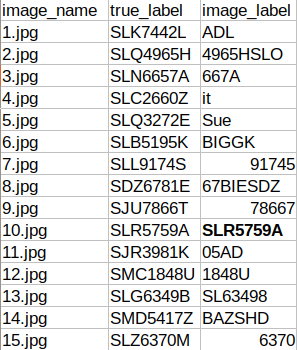 image_name true_label image_label
1.jpg SLK7442L ADL
2.jpg SLQ4965H 4965HSLO
3.jpg SLN6657A 667A
4.jpg SLC2660Z it
5.jpg SLQ3272E Sue
6.jpg SLB5195K BIGGK
7.jpg SLL9174S 91745
8.jpg SDZ6781E 67BIESDZ
9.jpg SJU7866T 78667
10.jpg SLR5759A SLR5759A
11.jpg SJR3981K 05AD
12.jpg SMC1848U 1848U
13.jpg SLG6349B SL63498
14.jpg SMD5417Z BAZSHD
15.jpg SLZ6370M 6370